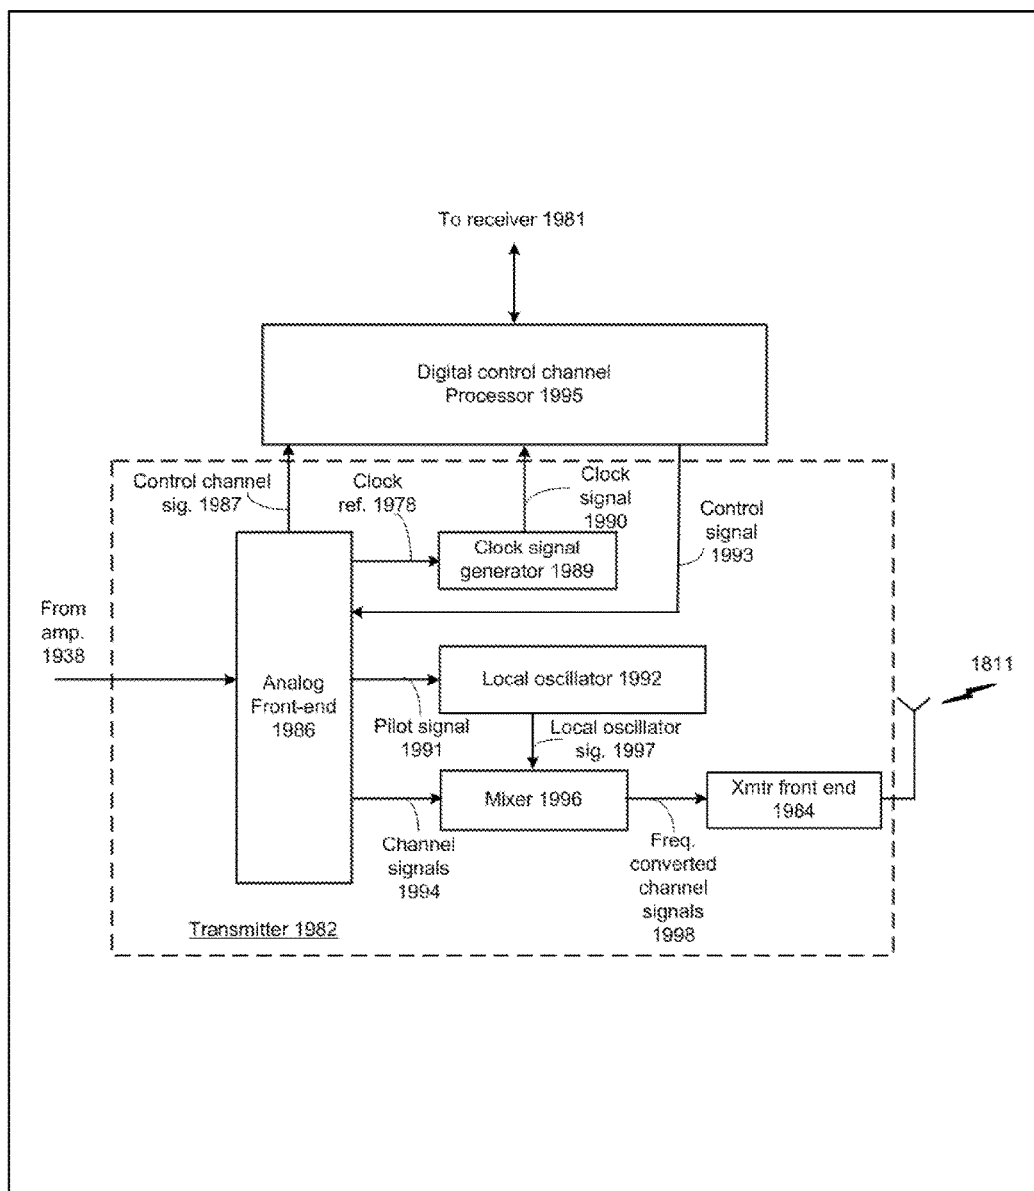 To receiver 1981
Digital control channel
Processor 1995
Control channel
sig. 1987
Clock
ref. 1978
Clock
signal
1990
Control
signal
1993
Clock signal
generator 1989
From
amp.
1938
Analog
Front-end
1986
Local oscillator 1992
1811
Pilot signal
1991
Local oscillator
sig. 1997
Mixer 1996
Xmtr front end
1984
Channel
signals
1994
Freq.
converted
channel
signals
1998
Transmitter 1982